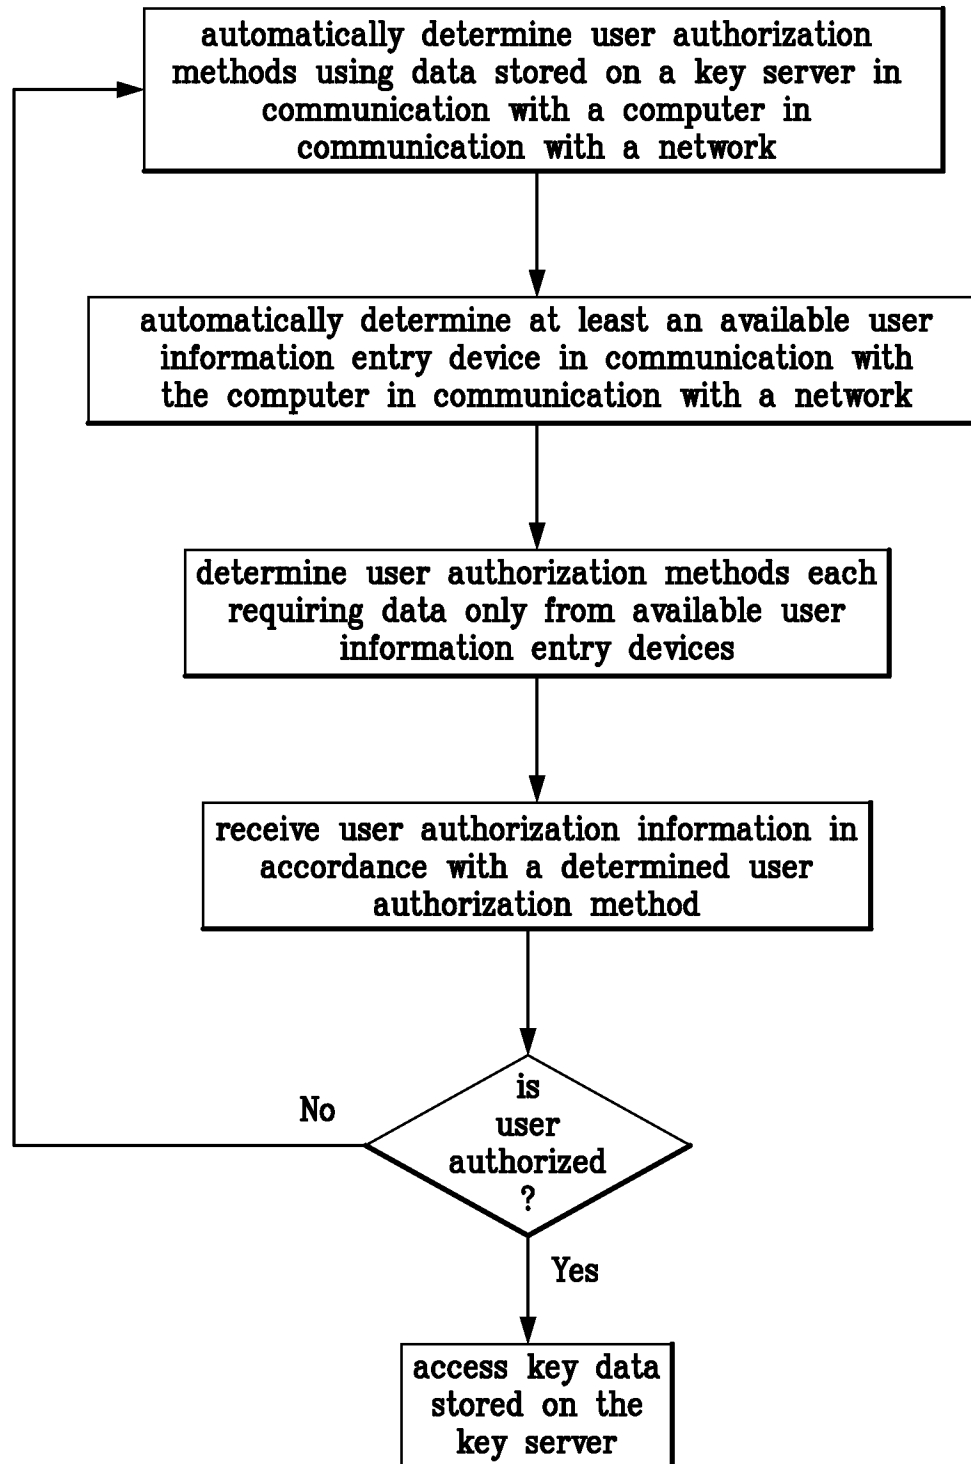 automatically determine user authorization
methods using data stored on a key server in
communication with a computer in
communication with a network
automatically determine at least an available user
information entry device in communication with
the computer in communication with a network
determine user authorization methods each
requiring data only from available user
information entry devices
receive user authorization information in
accordance with a determined user
authorization method
is
user
authorized
?
No
Yes
access key data
stored on the
key server